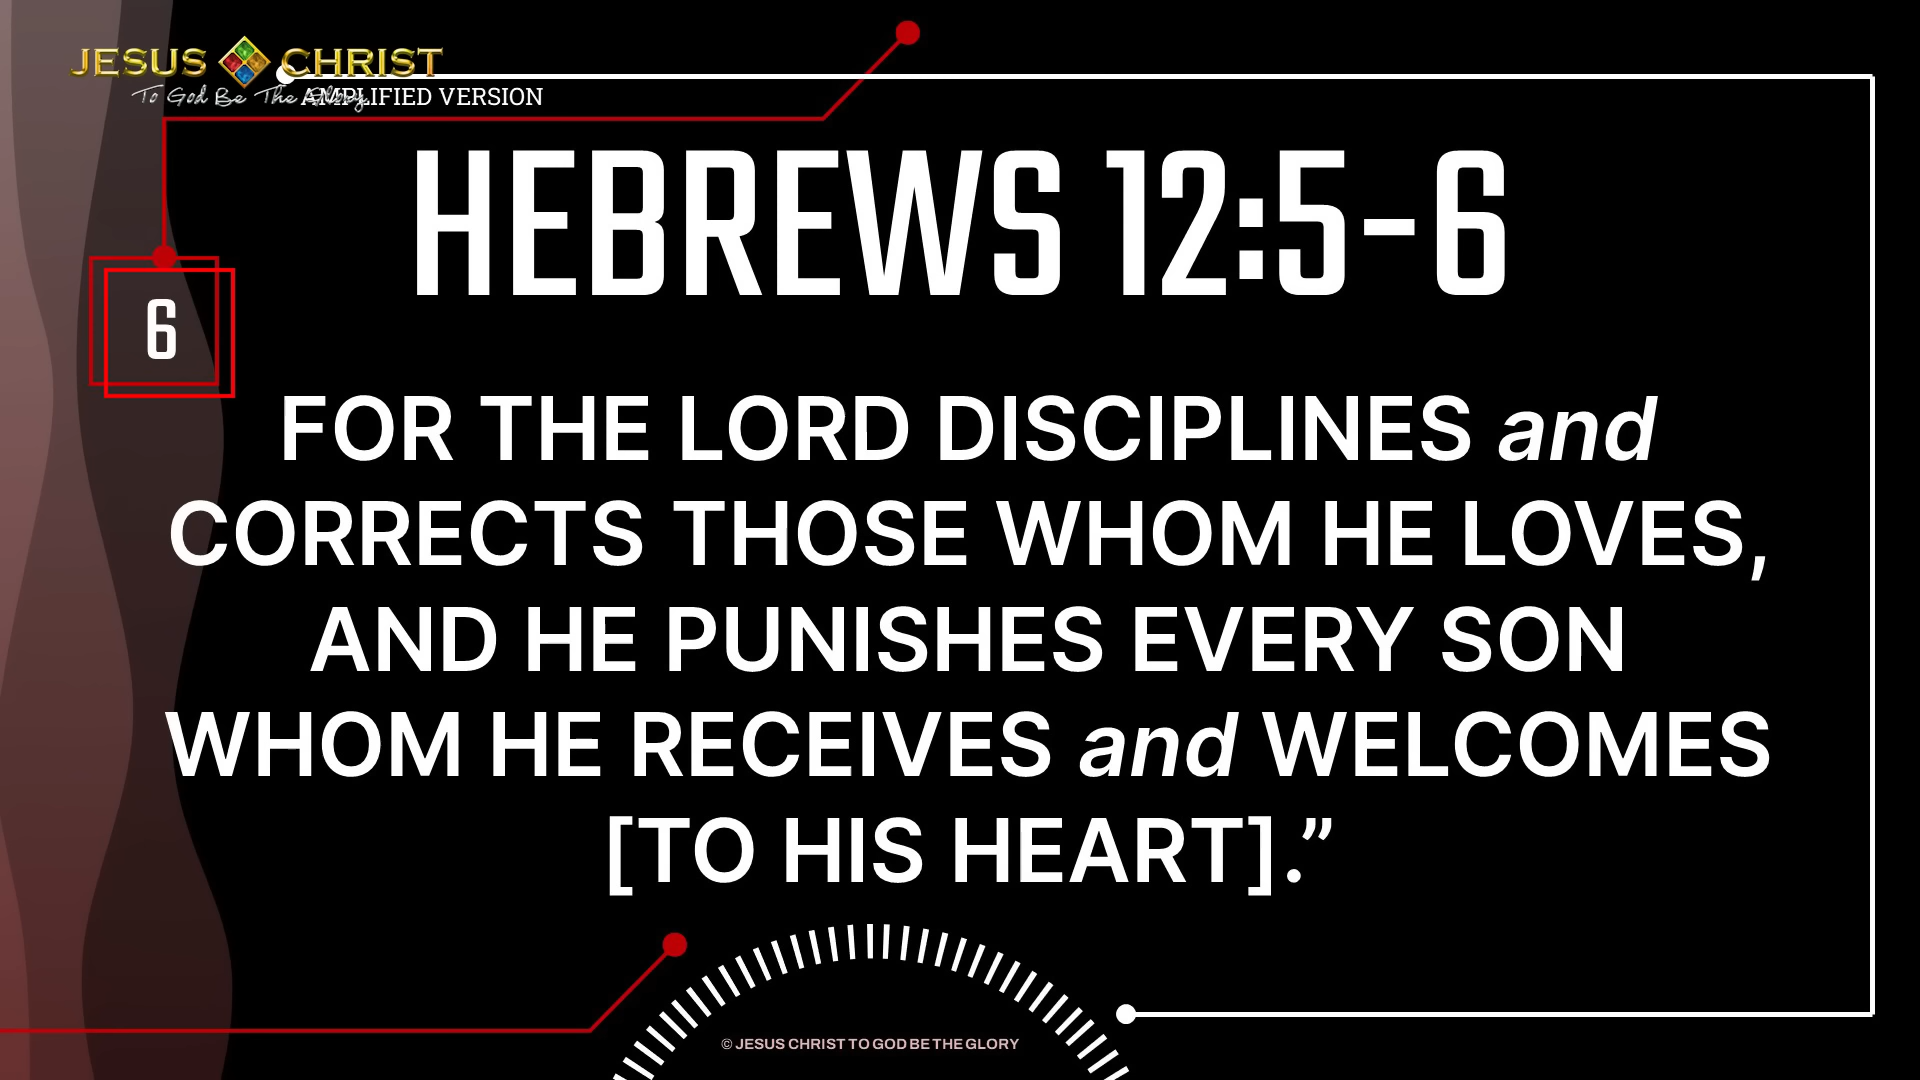 JESUS CHRIST
To God Be The Glory
AMPLIFIED VERSION
HEBREWS 12:5-6
6
FOR THE LORD DISCIPLINES and
CORRECTS THOSE WHOM HE LOVES,
AND HE PUNISHES EVERY SON
WHOM HE RECEIVES and WELCOMES
[TO HIS HEART].”
© JESUS CHRIST TO GOD BE THE GLORY